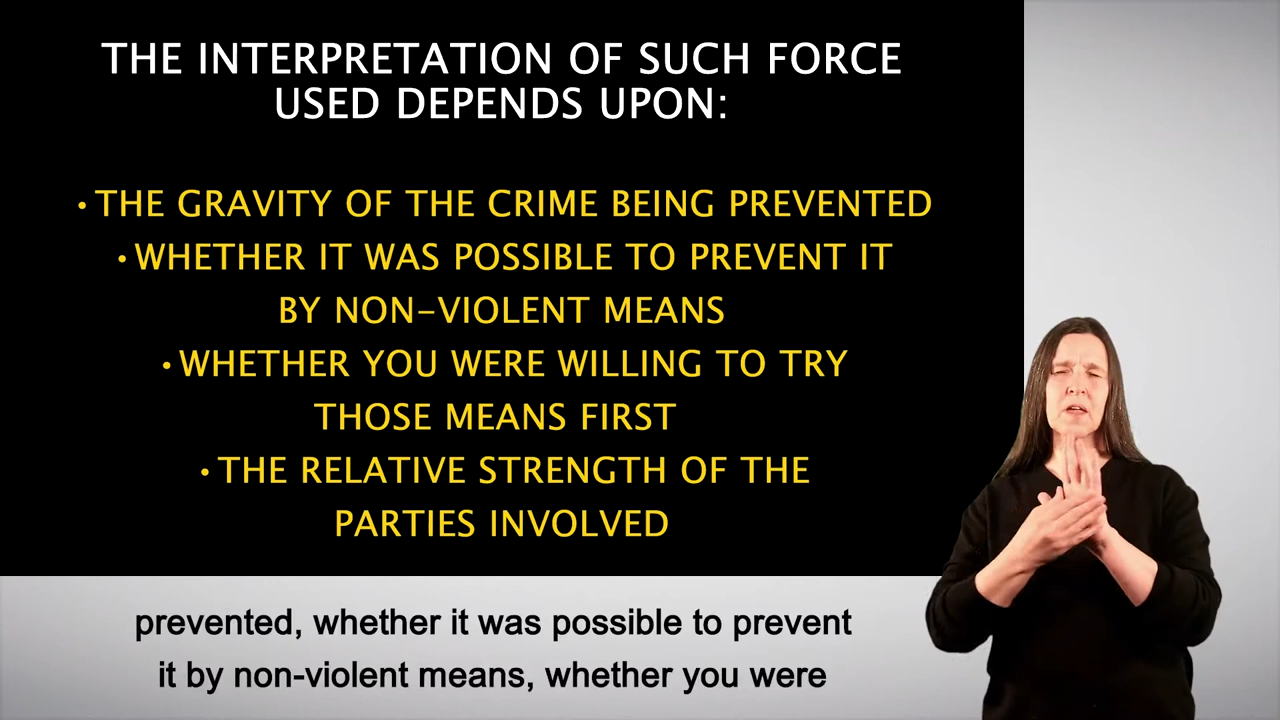 THE INTERPRETATION OF SUCH FORCE
USED DEPENDS UPON:
•THE GRAVITY OF THE CRIME BEING PREVENTED
•WHETHER IT WAS POSSIBLE TO PREVENT IT
BY NON-VIOLENT MEANS
•WHETHER YOU WERE WILLING TO TRY
THOSE MEANS FIRST
•THE RELATIVE STRENGTH OF THE
PARTIES INVOLVED
prevented, whether it was possible to prevent
it by non-violent means, whether you were